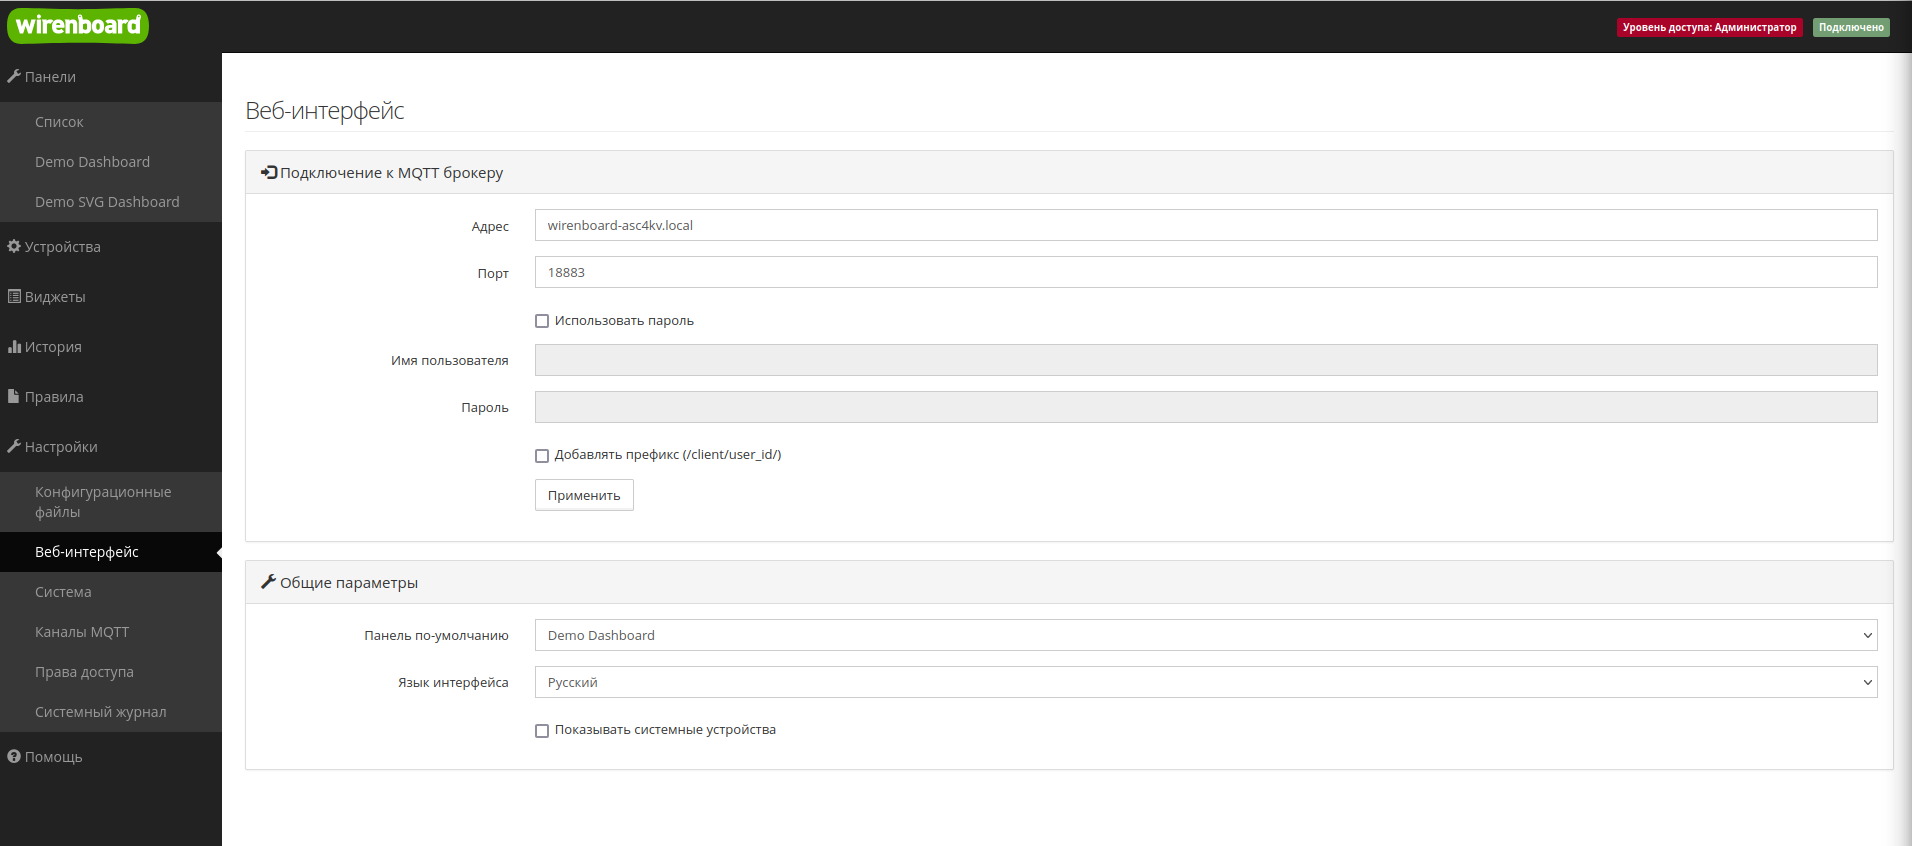 wirenboard
Уровень доступа: Администратор
Подключено
Панели
Список
Demo Dashboard
Demo SVG Dashboard
Устройства
Виджеты
История
Правила
Настройки
Конфигурационные
файлы
Веб-интерфейс
Система
Каналы MQTT
Права доступа
Системный журнал
Помощь
Веб-интерфейс
Подключение к MQTT брокеру
Адрес
wirenboard-asc4kv.local
Порт
18883
Использовать пароль
Имя пользователя
Пароль
Добавлять префикс (/client/user_id/)
Применить
Общие параметры
Панель по-умолчанию
Demo Dashboard
Язык интерфейса
Русский
Показывать системные устройства